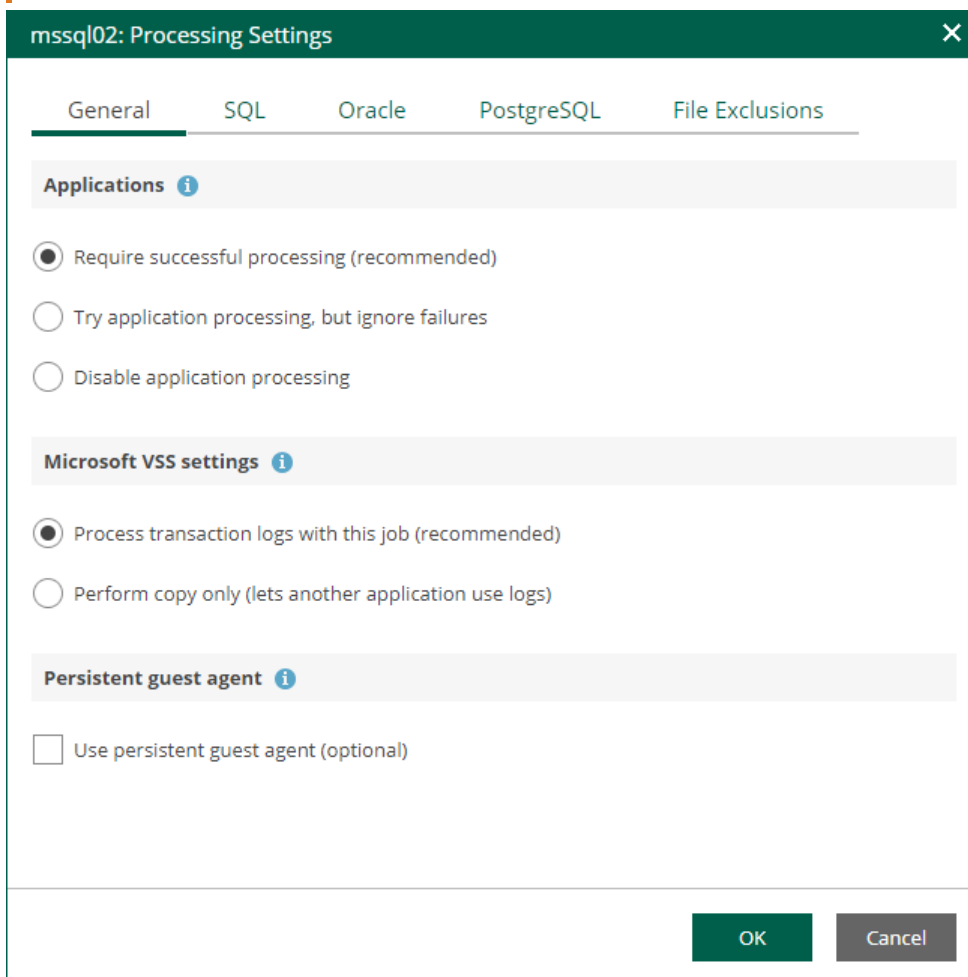 mssql02: Processing Settings
General SQL Oracle PostgreSQL File Exclusions
Applications
Require successful processing (recommended)
Try application processing, but ignore failures
Disable application processing
Microsoft VSS settings
Process transaction logs with this job (recommended)
Perform copy only (lets another application use logs)
Persistent guest agent
Use persistent guest agent (optional)
OK Cancel